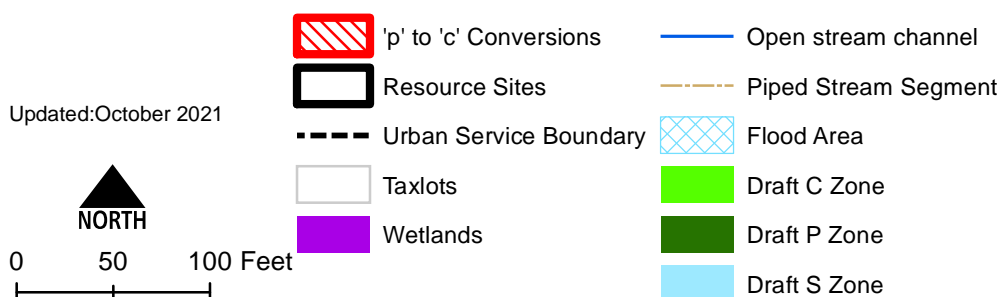 Updated:October 2021
NORTH
0 50 100 Feet
'p' to 'c' Conversions
Resource Sites
Urban Service Boundary
Taxlots
Wetlands
Open stream channel
Piped Stream Segment
Flood Area
Draft C Zone
Draft P Zone
Draft S Zone